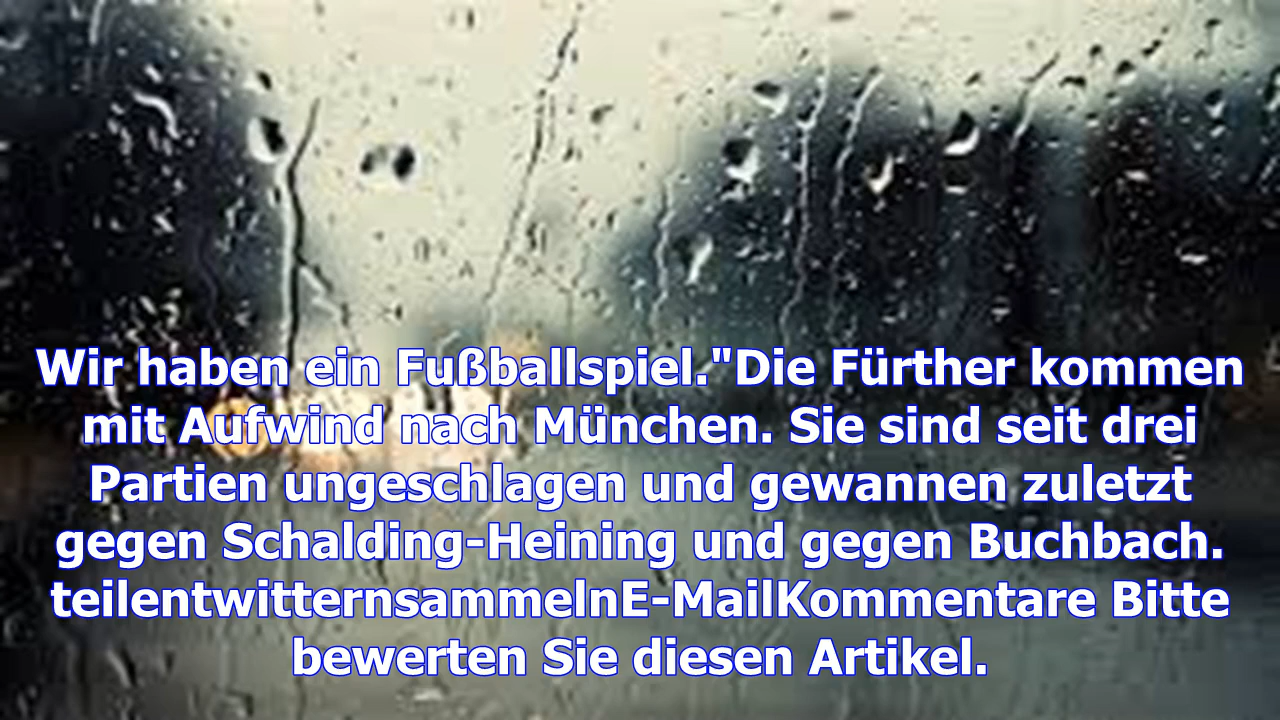 Wir haben ein Fußballspiel."Die Fürther kommen
mit Aufwind nach München. Sie sind seit drei
Partien ungeschlagen und gewannen zuletzt
gegen Schalding-Heining und gegen Buchbach.
teilentwitternsammelnE-MailKommentare Bitte
bewerten Sie diesen Artikel.